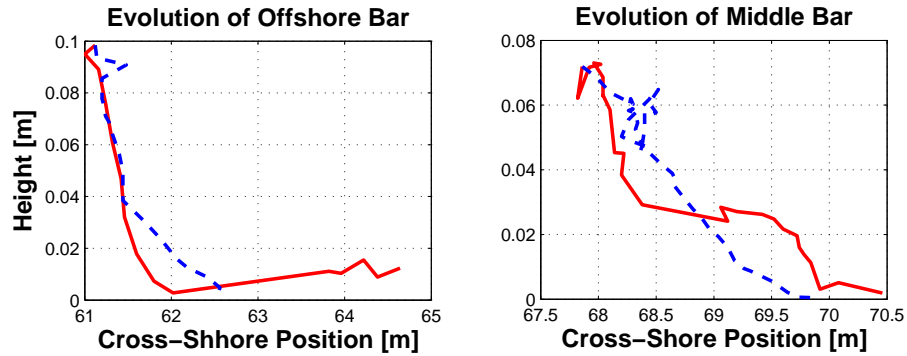 Evolution of Offshore Bar
0.1
0.08
0.06
0.04
0.02
0
Height [m]
61 62 63 64 65
Cross-Shhore Position [m]
Evolution of Middle Bar
0.08
0.06
0.04
0.02
0
67.5 68 68.5 69 69.5 70 70.5
Cross-Shore Position [m]